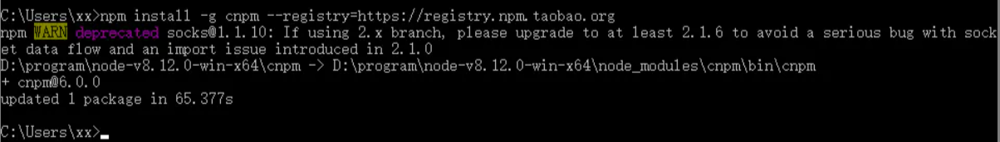 C:\Users\xx>npm install -g cnpm --registry=https://registry.npm.taobao.org
npm WARN deprecated socks@1.1.10: If using 2.x branch, please upgrade to at least 2.1.6 to avoid a serious bug with sock
et data flow and an import issue introduced in 2.1.0
D:\program\node-v8.12.0-win-x64\cnpm -> D:\program\node-v8.12.0-win-x64\node_modules\cnpm\bin\cnpm
+ cnpm@6.0.0
updated 1 package in 65.377s
C:\Users\xx>